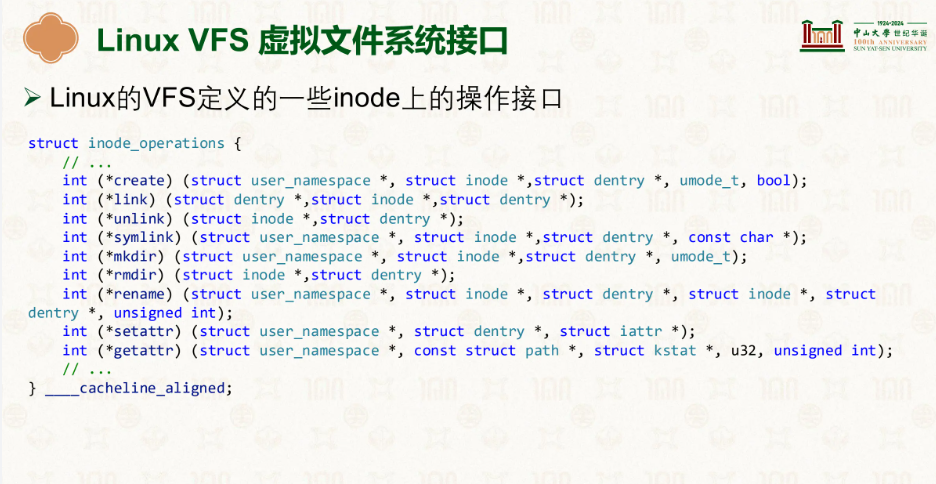 Linux VFS 虚拟文件系统接口
1924-2024
中山大学 世纪华诞
100th ANNIVERSARY
SUN YAT-SEN UNIVERSITY
Linux的VFS定义的一些inode上的操作接口
struct inode_operations {
// ...
int (*create) (struct user_namespace *, struct inode *,struct dentry *, umode_t, bool);
int (*link) (struct dentry *,struct inode *,struct dentry *);
int (*unlink) (struct inode *,struct dentry *);
int (*symlink) (struct user_namespace *, struct inode *,struct dentry *, const char *);
int (*mkdir) (struct user_namespace *, struct inode *,struct dentry *, umode_t);
int (*rmdir) (struct inode *,struct dentry *);
int (*rename) (struct user_namespace *, struct inode *, struct dentry *, struct inode *, struct
dentry *, unsigned int);
int (*setattr) (struct user_namespace *, struct dentry *, struct iattr *);
int (*getattr) (struct user_namespace *, const struct path *, struct kstat *, u32, unsigned int);
// ...
} ____cacheline_aligned;